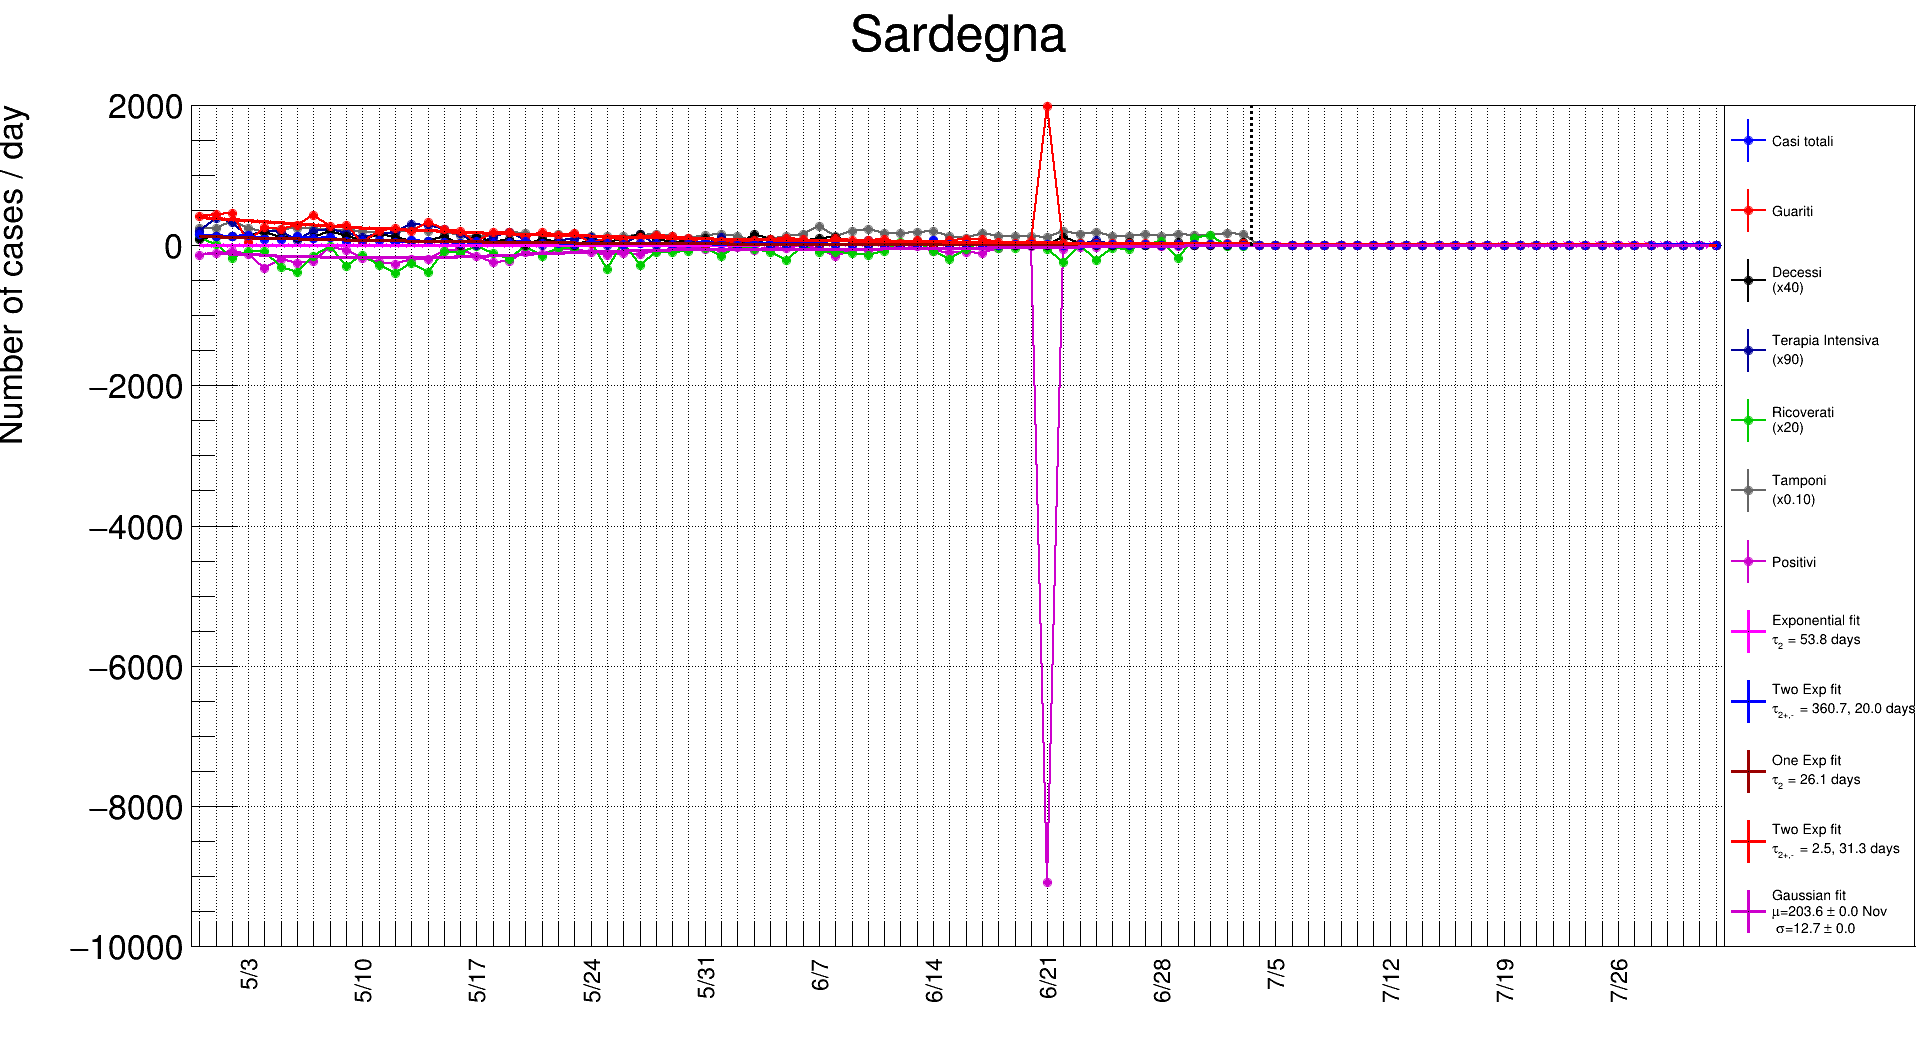 Sardegna
Number of cases / day
2000
0
−2000
−4000
−6000
−8000
−10000
5/3
5/10
5/17
5/24
5/31
6/7
6/14
6/21
6/28
7/5
7/12
7/19
7/26
Casi totali
Guariti
Decessi
(x40)
Terapia Intensiva
(x90)
Ricoverati
(x20)
Tamponi
(x0.10)
Positivi
Exponential fit
τ2 = 53.8 days
Two Exp fit
τ2+,- = 360.7, 20.0 days
One Exp fit
τ2 = 26.1 days
Two Exp fit
τ2+,- = 2.5, 31.3 days
Gaussian fit
μ=203.6 ± 0.0 Nov
σ=12.7 ± 0.0